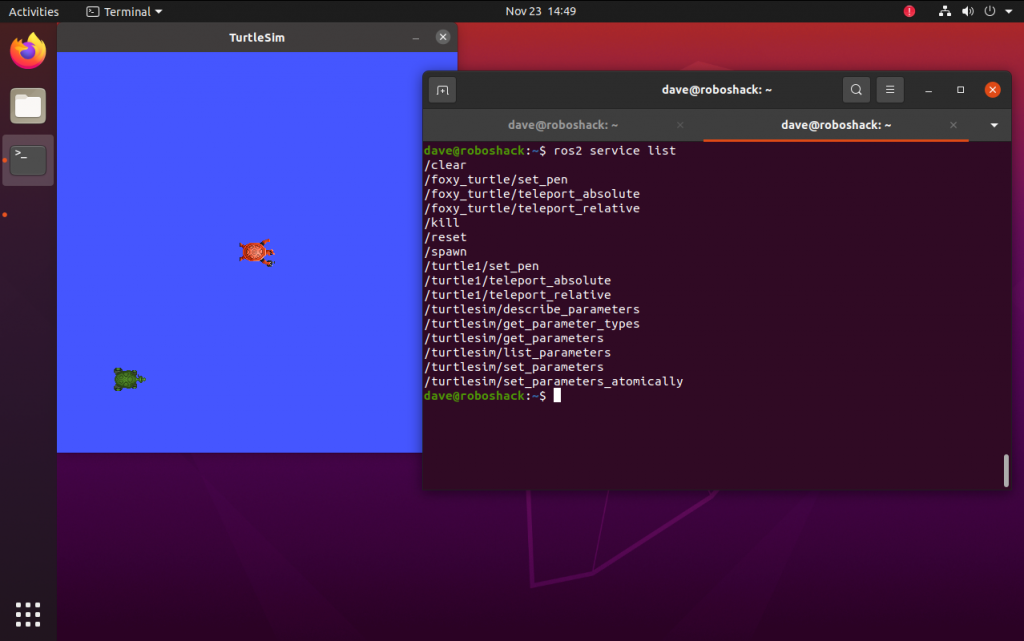 Activities
Terminal
Nov 23 14:49
TurtleSim
dave@roboshack: ~
dave@roboshack: ~
dave@roboshack: ~
dave@roboshack:~$ ros2 service list
/clear
/foxy_turtle/set_pen
/foxy_turtle/teleport_absolute
/foxy_turtle/teleport_relative
/kill
/reset
/spawn
/turtle1/set_pen
/turtle1/teleport_absolute
/turtle1/teleport_relative
/turtlesim/describe_parameters
/turtlesim/get_parameter_types
/turtlesim/get_parameters
/turtlesim/list_parameters
/turtlesim/set_parameters
/turtlesim/set_parameters_atomically
dave@roboshack:~$